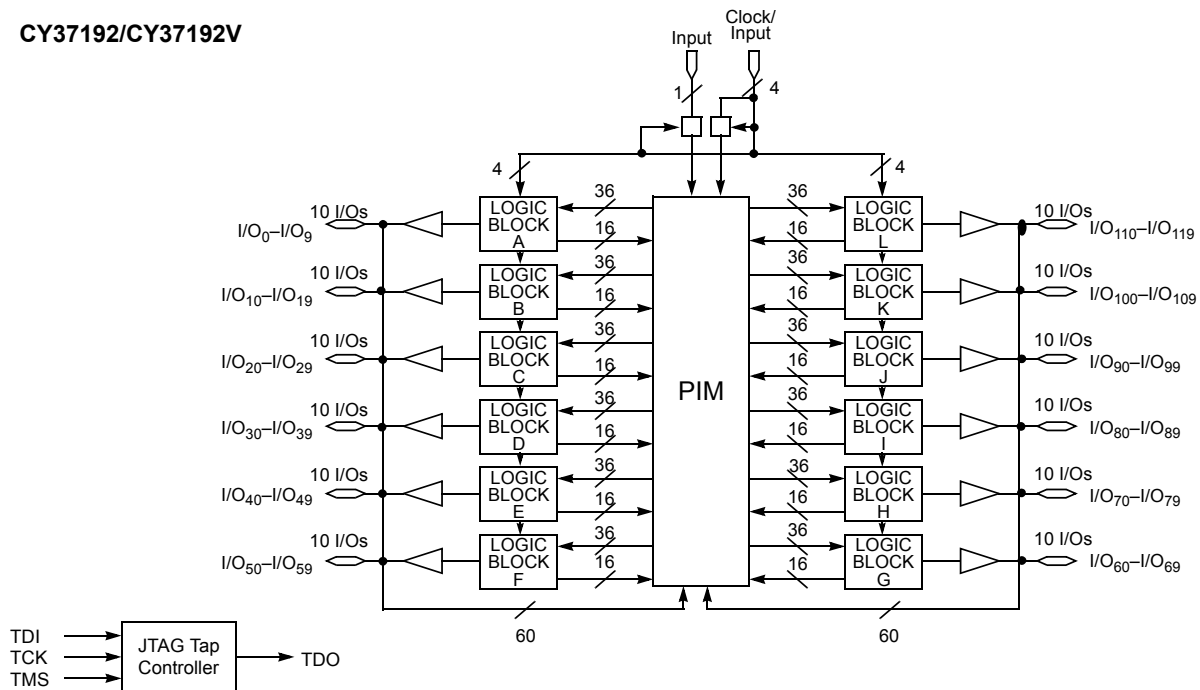 CY37192/CY37192V
Input
Clock/
Input
1
4
4
4
10 I/Os
I/O0–I/O9
LOGIC
BLOCK
A
36
16
PIM
36
16
LOGIC
BLOCK
L
10 I/Os
I/O110–I/O119
10 I/Os
I/O10–I/O19
LOGIC
BLOCK
B
36
16
36
16
LOGIC
BLOCK
K
10 I/Os
I/O100–I/O109
10 I/Os
I/O20–I/O29
LOGIC
BLOCK
C
36
16
36
16
LOGIC
BLOCK
J
10 I/Os
I/O90–I/O99
10 I/Os
I/O30–I/O39
LOGIC
BLOCK
D
36
16
36
16
LOGIC
BLOCK
I
10 I/Os
I/O80–I/O89
10 I/Os
I/O40–I/O49
LOGIC
BLOCK
E
36
16
36
16
LOGIC
BLOCK
H
10 I/Os
I/O70–I/O79
10 I/Os
I/O50–I/O59
LOGIC
BLOCK
F
36
16
36
16
LOGIC
BLOCK
G
10 I/Os
I/O60–I/O69
60
60
TDI
TCK
TMS
JTAG Tap
Controller
TDO